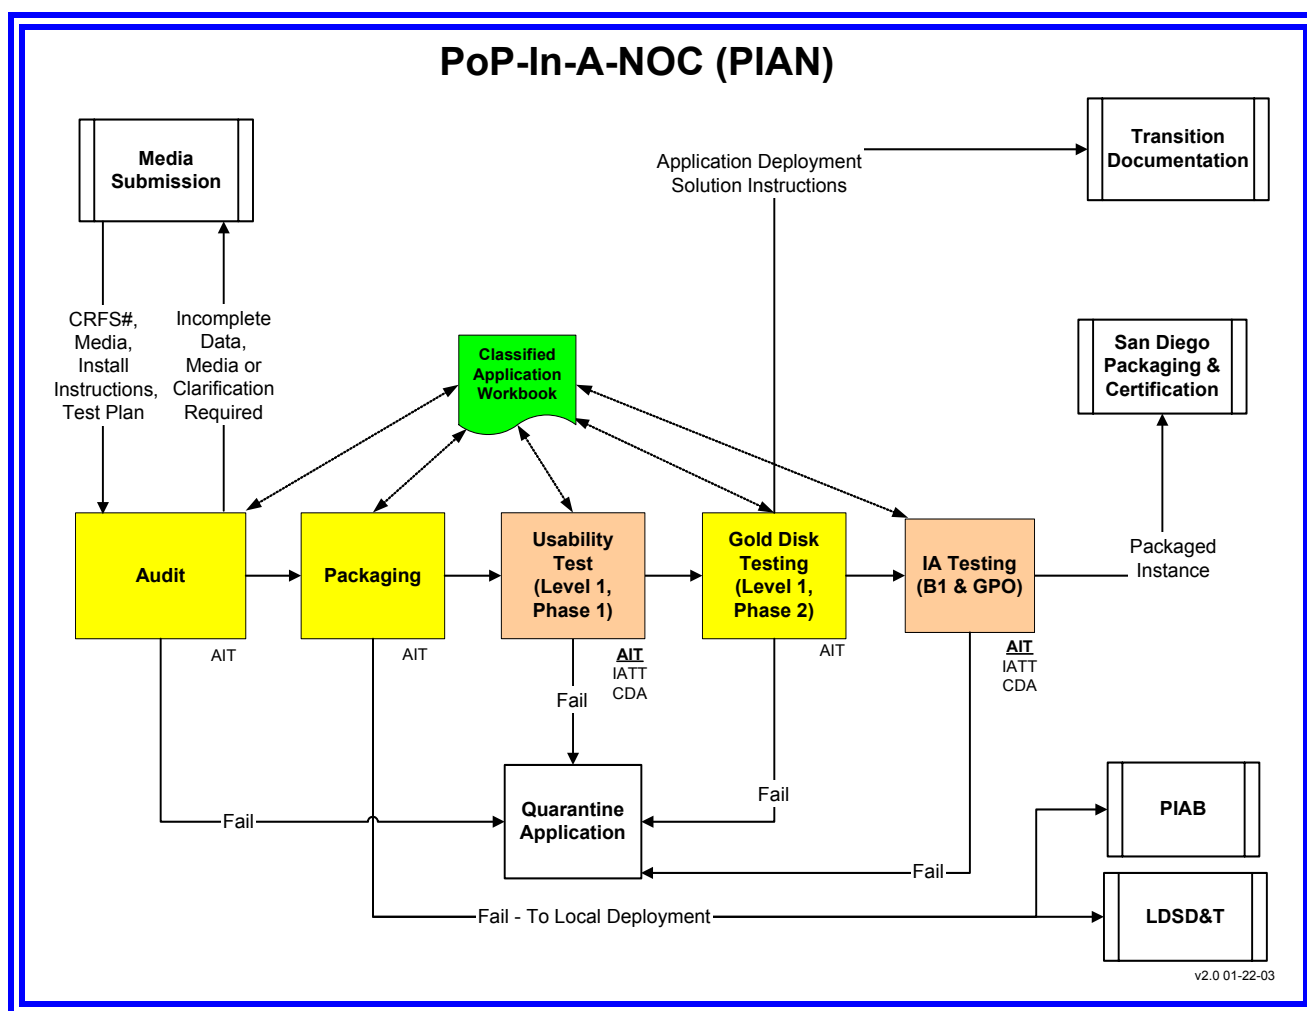 PoP-In-A-NOC (PIAN)
Media
Submission
Transition
Documentation
Application Deployment
Solution Instructions
CRFS#,
Media,
Install
Instructions,
Test Plan
Incomplete
Data,
Media or
Clarification
Required
Classified
Application
Workbook
San Diego
Packaging &
Certification
Audit
Packaging
Usability
Test
(Level 1,
Phase 1)
Gold Disk
Testing
(Level 1,
Phase 2)
IA Testing
(B1 & GPO)
Packaged
Instance
AIT
AIT
AIT
IATT
CDA
AIT
AIT
IATT
CDA
Fail
Fail
Quarantine
Application
Fail
Fail
Fail - To Local Deployment
PIAB
LDSD&T
v2.0 01-22-03